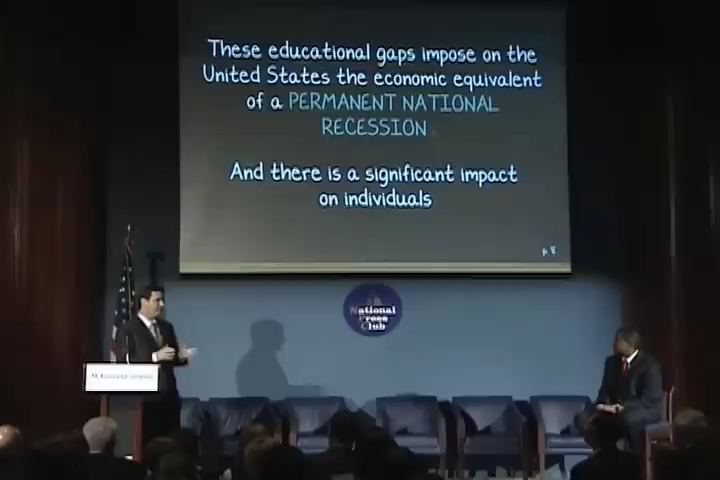 These educational gaps impose on the
United States the economic equivalent
of a PERMANENT NATIONAL
RECESSION
And there is a significant impact
on individuals
p 8
National
Press
Club